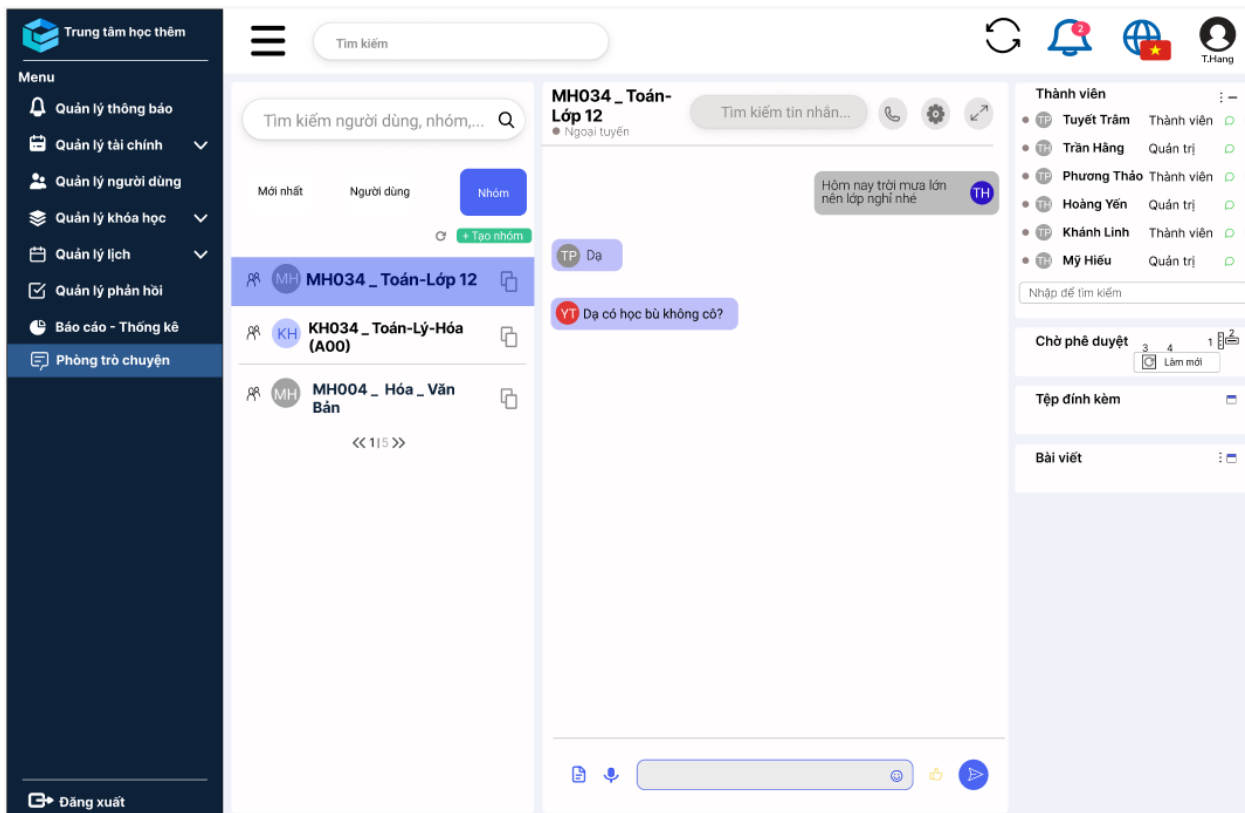 Trung tâm học thêm
Menu
Quản lý thông báo
Quản lý tài chính
Quản lý người dùng
Quản lý khóa học
Quản lý lịch
Quản lý phản hồi
Báo cáo - Thống kê
Phòng trò chuyện
Đăng xuất
Tìm kiếm
2
T.Hang
Tìm kiếm người dùng, nhóm,...
Mới nhất
Người dùng
Nhóm
+ Tạo nhóm
MH MH034 _ Toán-Lớp 12
KH KH034 _ Toán-Lý-Hóa
(A00)
MH MH004 _ Hóa _ Văn
Bản
1|5
MH034 _ Toán-
Lớp 12
Ngoại tuyến
Tìm kiếm tin nhắn...
Hôm nay trời mưa lớn
nên lớp nghỉ nhé
TH
TP Dạ
YT Dạ có học bù không cô?
Thành viên
TP Tuyết Trâm Thành viên
TH Trần Hằng Quản trị
TP Phương Thảo Thành viên
TH Hoàng Yến Quản trị
TP Khánh Linh Thành viên
TH Mỹ Hiếu Quản trị
Nhập để tìm kiếm
Chờ phê duyệt
3 4 1 2
Làm mới
Tệp đính kèm
Bài viết